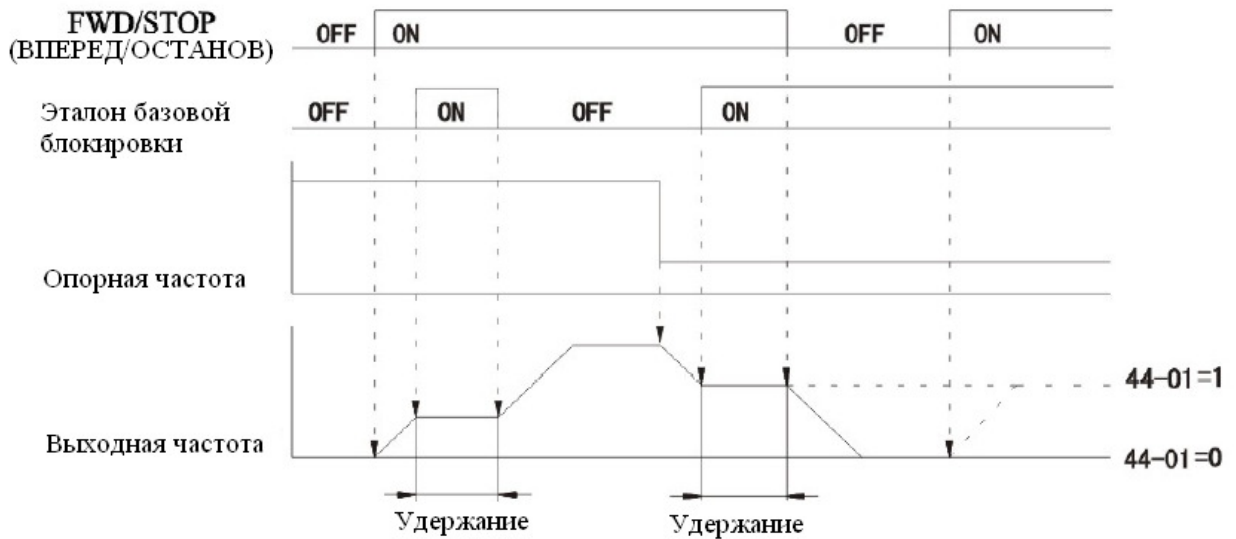 FWD/STOP
(ВПЕРЕД/ОСТАНОВ)
OFF ON OFF ON
Эталон базовой
блокировки
OFF ON OFF ON
Опорная частота
44-01=1
Выходная частота
44-01=0
Удержание Удержание